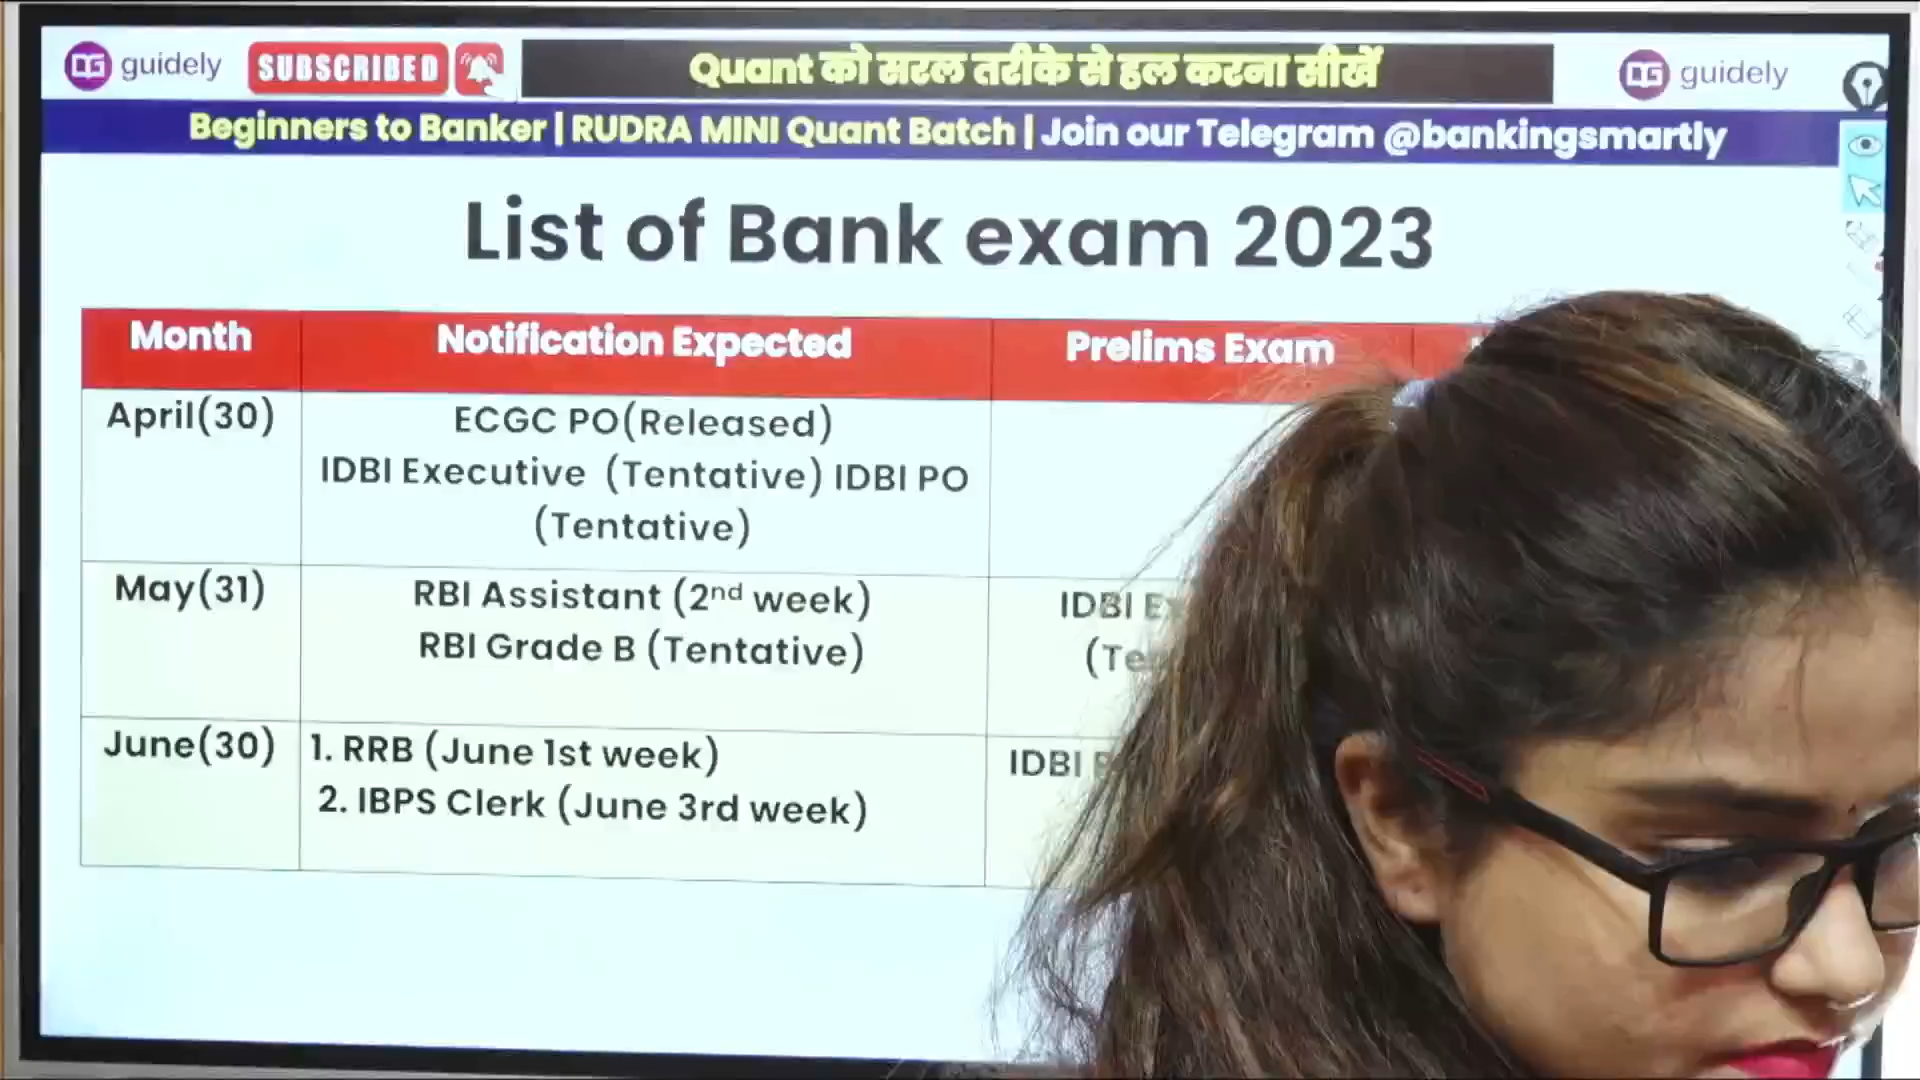 guidely
SUBSCRIBED
Quant को सरल तरीके से हल करना सीखें
guidely
Beginners to Banker | RUDRA MINI Quant Batch | Join our Telegram @bankingsmartly
List of Bank exam 2023
Month Notification Expected Prelims Exam
April(30)
ECGC PO(Released)
IDBI Executive (Tentative) IDBI PO
(Tentative)
May(31)
RBI Assistant (2nd week)
RBI Grade B (Tentative)
IDBI
June(30)
1. RRB (June 1st week)
2. IBPS Clerk (June 3rd week)
IDBI